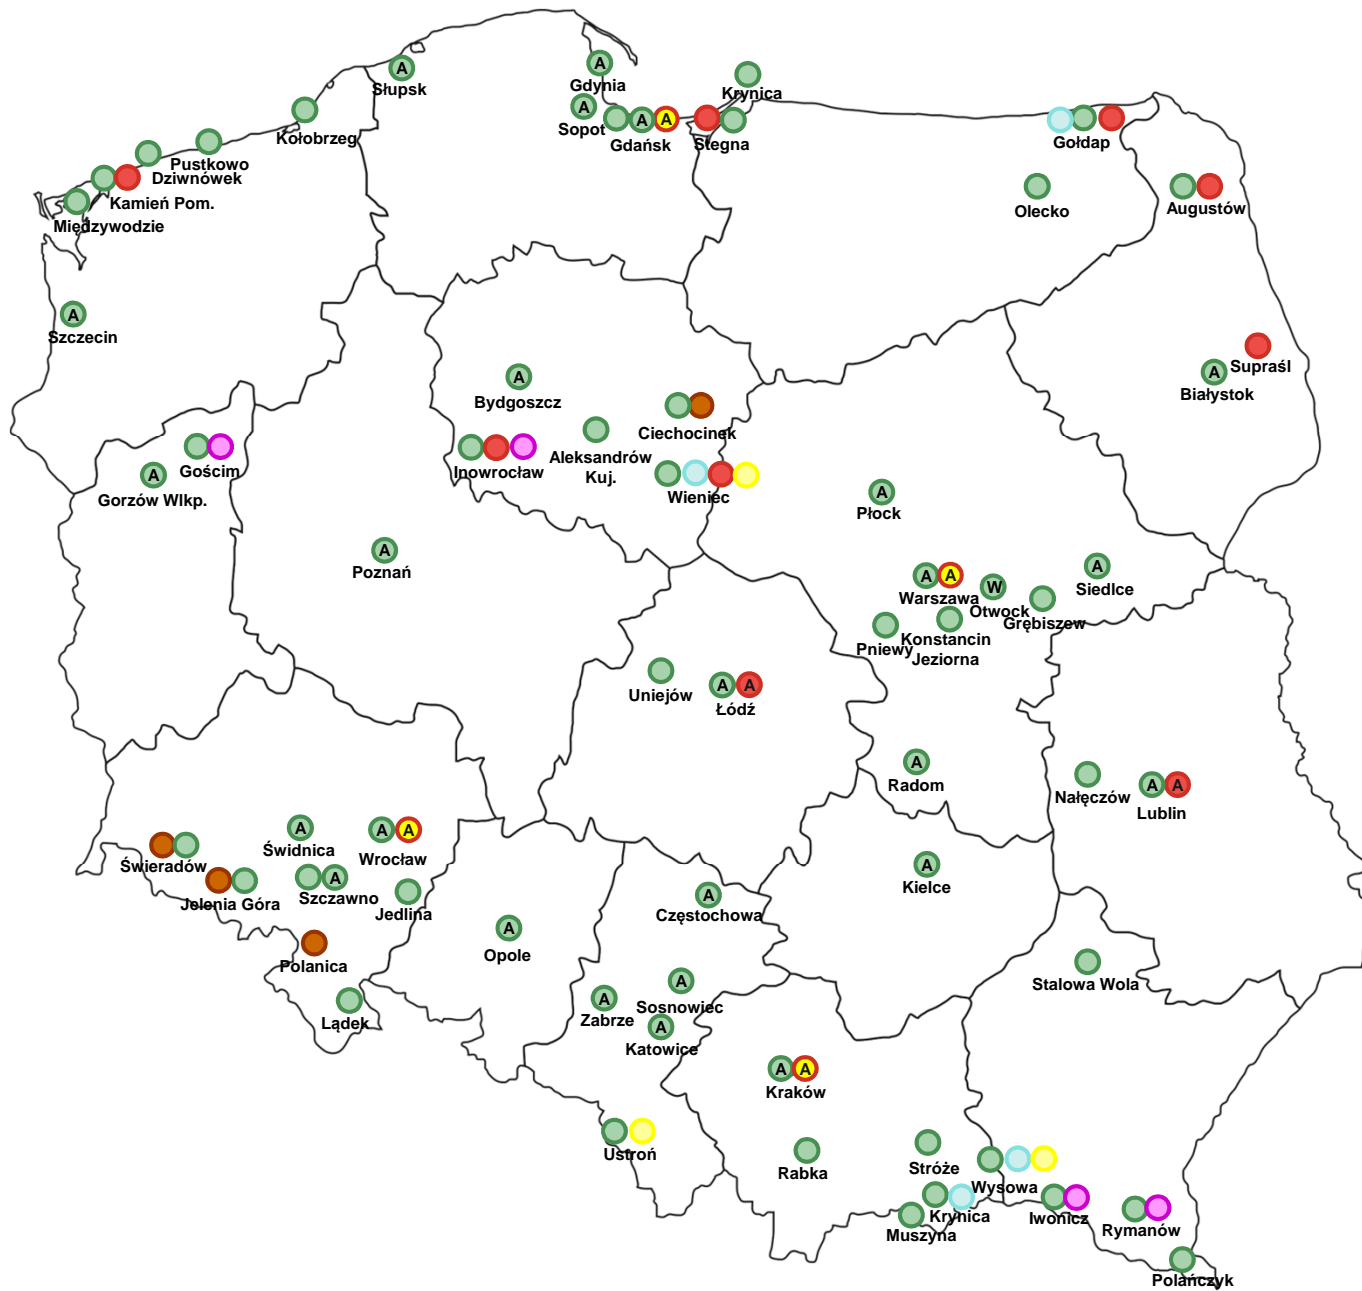 A
Słupsk
A
Gdynia
Krynica
Kołobrzeg
A
Sopot
A A
Gdańsk
Stegna
Gołdap
Pustkowo
Dziwnówek
Kamień Pom.
Międzywodzie
Olecko
Augustów
A
Szczecin
Supraśl
A
Białystok
A
Bydgoszcz
Ciechocinek
Gościm
A
Gorzów Wlkp.
Inowrocław
Aleksandrów
Kuj.
Wieniec
A
Płock
A
Poznań
A A
Warszawa
W
Otwock
Grębiszew
A
Siedlce
Pniewy
Konstancin
Jeziorna
Uniejów
A A
Łódź
A
Radom
Nałęczów
A A
Lublin
Świeradów
A
Świdnica
A A
Wrocław
Jelenia Góra
A
Szczawno
Jedlina
A
Kielce
A
Częstochowa
Polanica
A
Opole
Stalowa Wola
Lądek
A
Zabrze
A
Sosnowiec
A
Katowice
A A
Kraków
Ustroń
Rabka
Stróże
Wysowa
Krynica
Muszyna
Iwonicz
Rymanów
Polańczyk